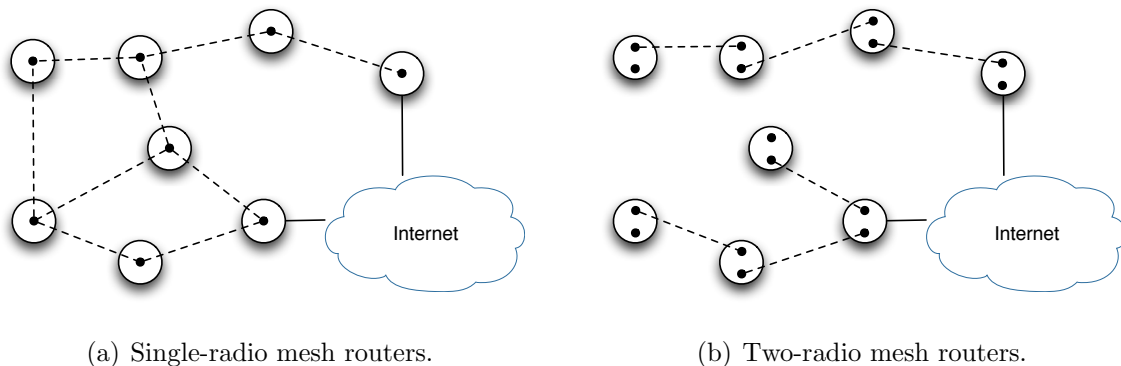 Internet
Internet
(a) Single-radio mesh routers.
(b) Two-radio mesh routers.